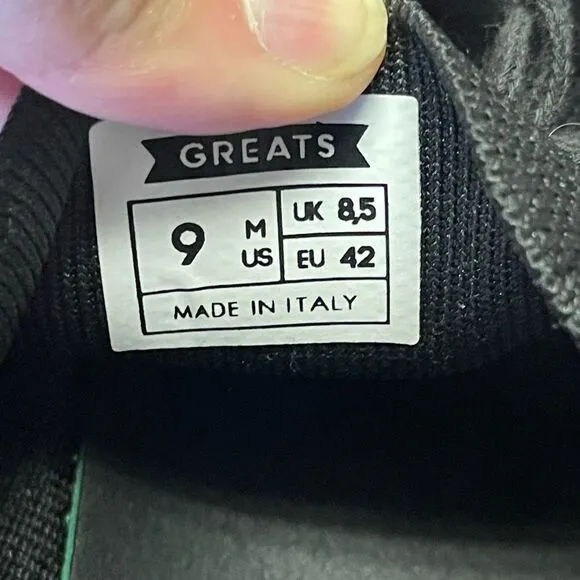 GREATS
9 M US
UK 8,5
EU 42
MADE IN ITALY